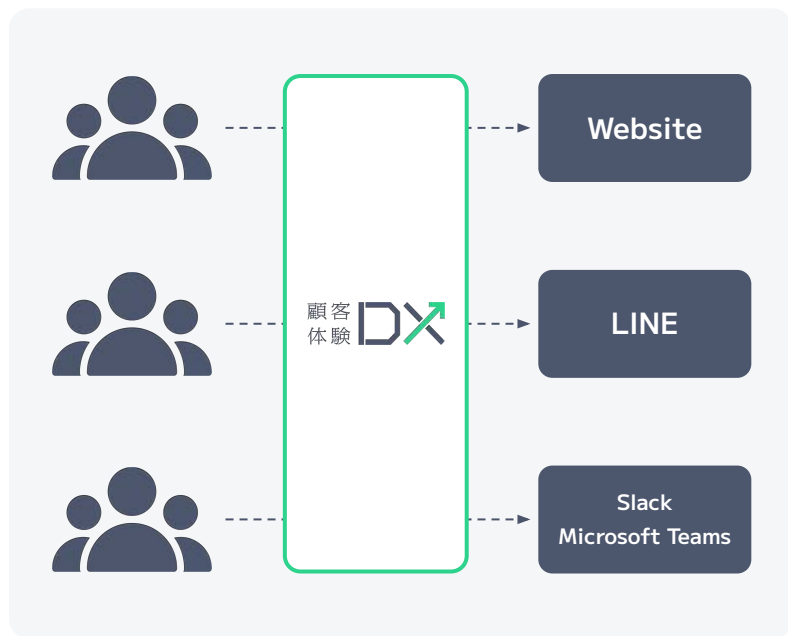 Website
顧客
体験
DX
LINE
Slack
Microsoft Teams